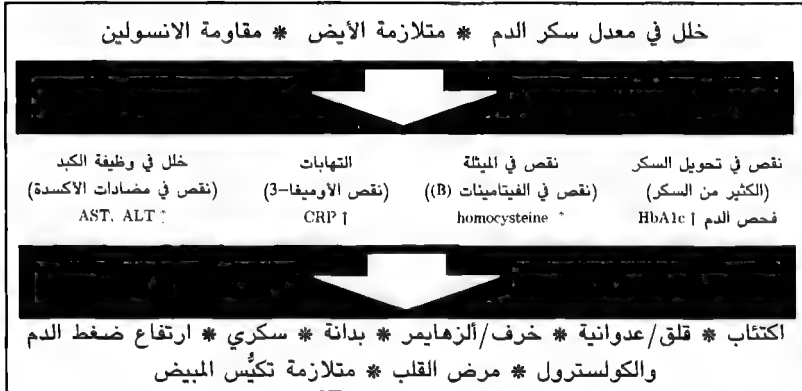 خلل في معدل سكر الدم * متلازمة الأيض * مقاومة الانسولين
نقص في تحويل السكر
(الكثير من السكر)
فحص الدم HbA1c ↑
نقص في الميثلة
(نقص في الفيتامينات (B))
homocysteine ↑
التهابات
(نقص الأوميغا-3)
CRP ↑
خلل في وظيفة الكبد
(نقص في مضادات الأكسدة)
AST، ALT ↑
اكتئاب * قلق/عدوانية * خرف/ألزهايمر * بدانة * سكري * ارتفاع ضغط الدم
والكولسترول * مرض القلب * متلازمة تكيُّس المبيض